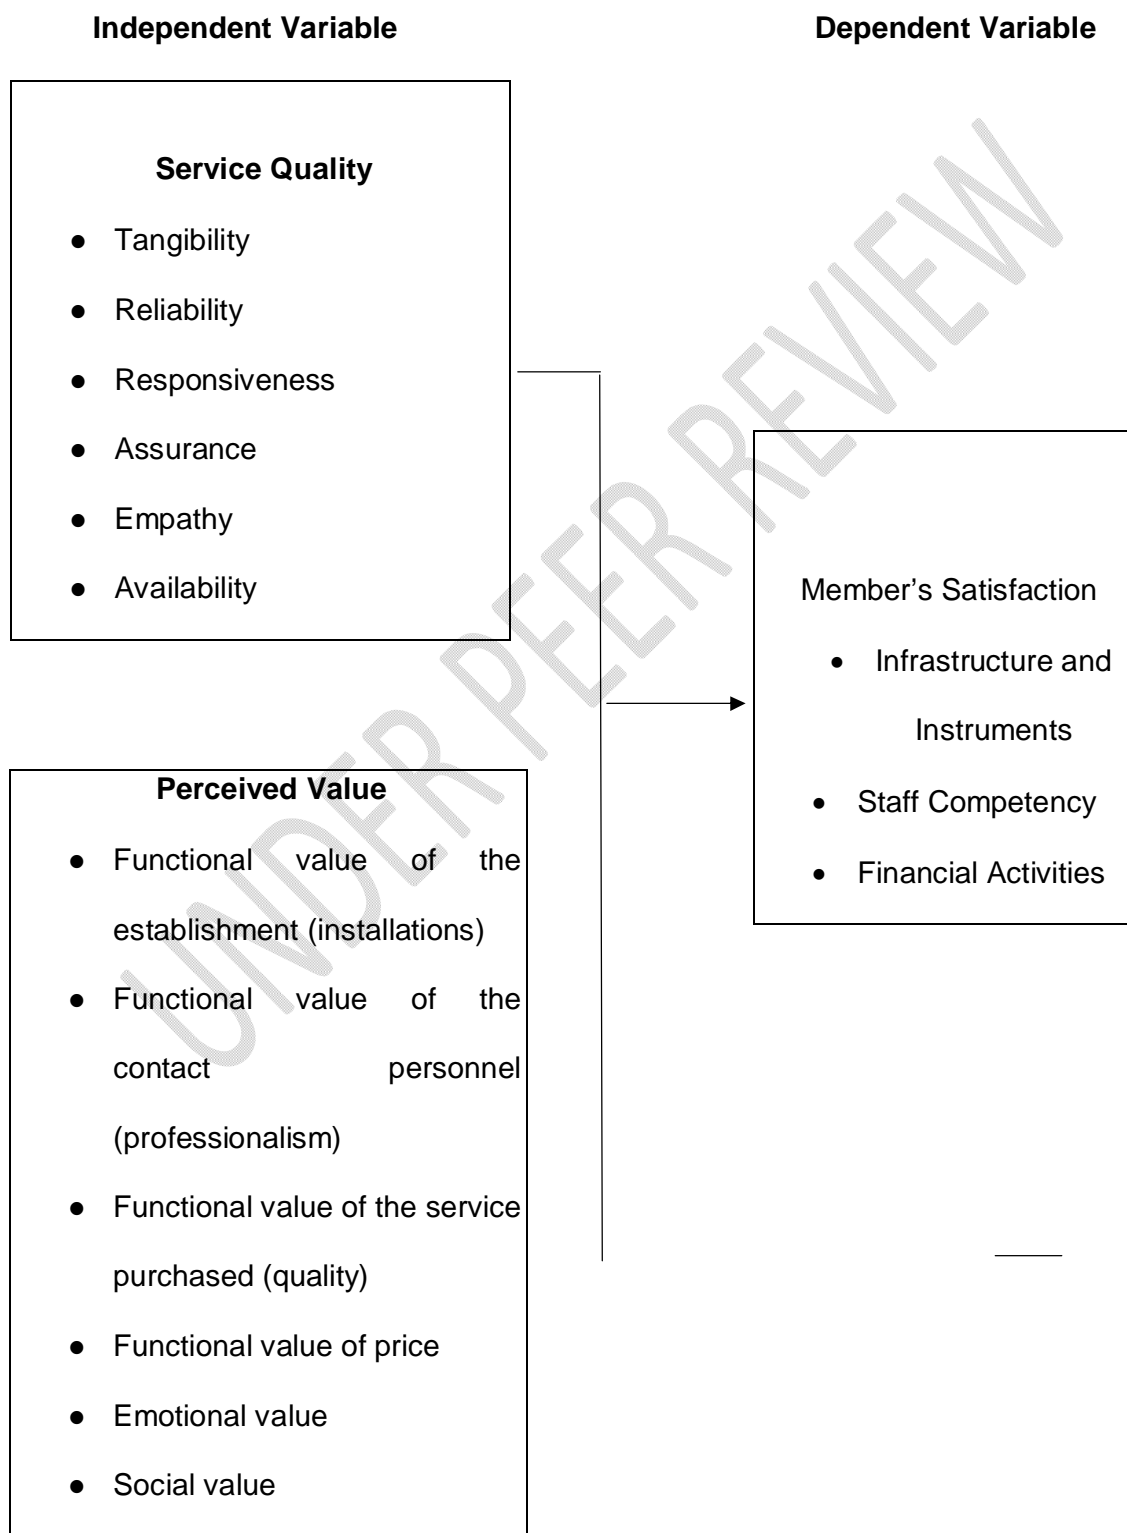 Independent Variable
Dependent Variable
Service Quality
● Tangibility
● Reliability
● Responsiveness
● Assurance
● Empathy
● Availability
Member’s Satisfaction
● Infrastructure and
Instruments
● Staff Competency
● Financial Activities
Perceived Value
● Functional value of the
establishment (installations)
● Functional value of the
contact personnel
(professionalism)
● Functional value of the service
purchased (quality)
● Functional value of price
● Emotional value
● Social value
UNDER PEER REVIEW